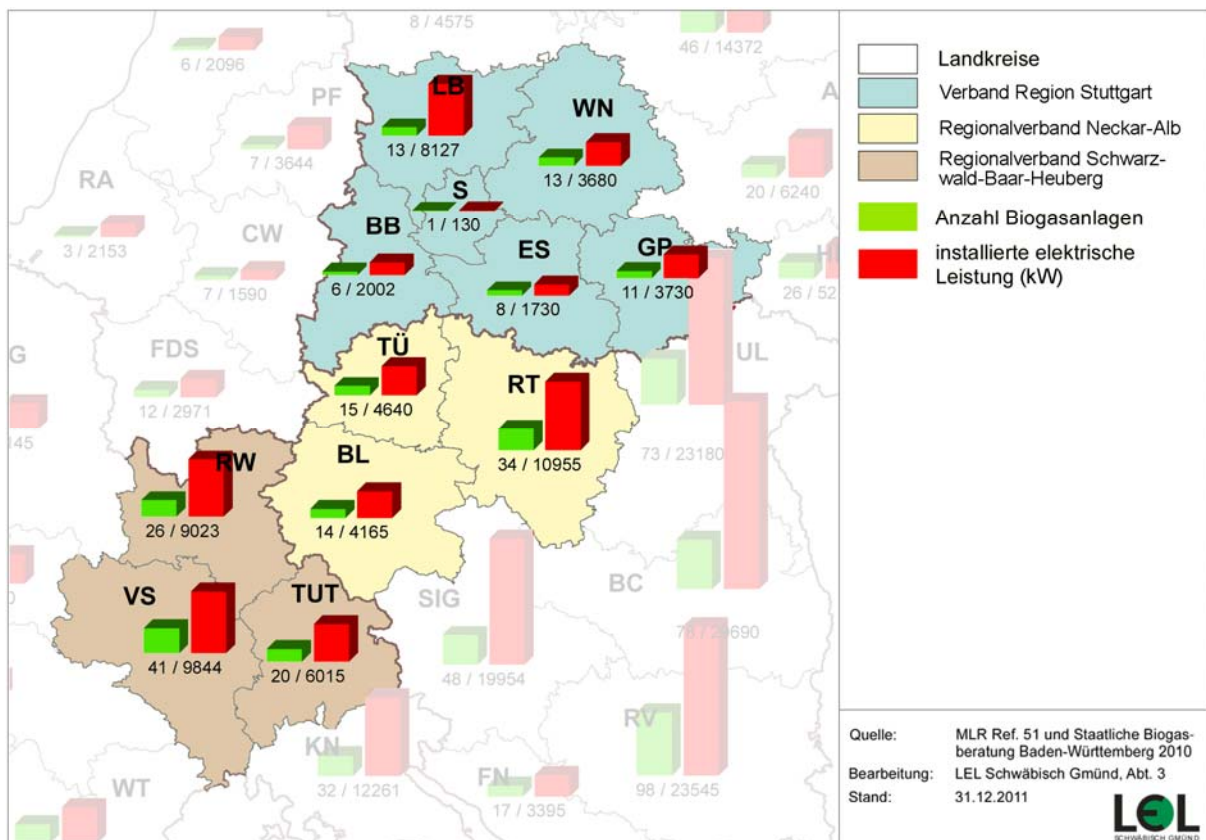 8 / 4575
46 / 14372
6 / 2096
PF
7 / 3644
RA
3 / 2153
CW
7 / 1590
FDS
12 / 2971
G
145
LB
13 / 8127
WN
13 / 3680
S
1 / 130
BB
6 / 2002
ES
8 / 1730
GP
11 / 3730
A
20 / 6240
H
26 / 52
UL
73 / 23180
TÜ
15 / 4640
RT
34 / 10955
BL
14 / 4165
RW
26 / 9023
VS
41 / 9844
TUT
20 / 6015
SIG
48 / 19954
BC
78 / 29690
RV
98 / 23545
KN
32 / 12261
FN
17 / 3395
WT
Landkreise
Verband Region Stuttgart
Regionalverband Neckar-Alb
Regionalverband Schwarz-
wald-Baar-Heuberg
Anzahl Biogasanlagen
installierte elektrische
Leistung (kW)
Quelle: MLR Ref. 51 und Staatliche Biogas-
beratung Baden-Württemberg 2010
Bearbeitung: LEL Schwäbisch Gmünd, Abt. 3
Stand: 31.12.2011
LEL
SCHWÄBISCH GMÜND